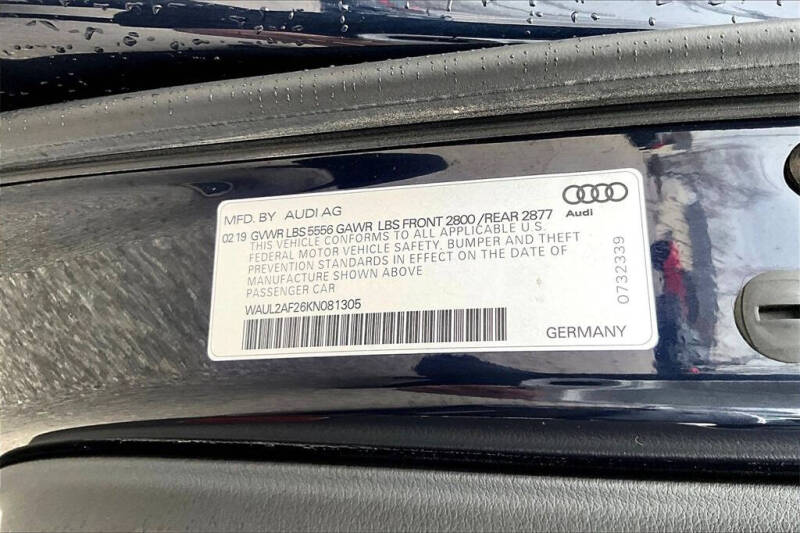 MFD. BY AUDI AG
Audi
02 19 GVWR LBS 5556 GAWR LBS FRONT 2800 /REAR 2877
THIS VEHICLE CONFORMS TO ALL APPLICABLE U.S.
FEDERAL MOTOR VEHICLE SAFETY, BUMPER AND THEFT
PREVENTION STANDARDS IN EFFECT ON THE DATE OF
MANUFACTURE SHOWN ABOVE
PASSENGER CAR
WAUL2AF26KN081305
0732339
GERMANY